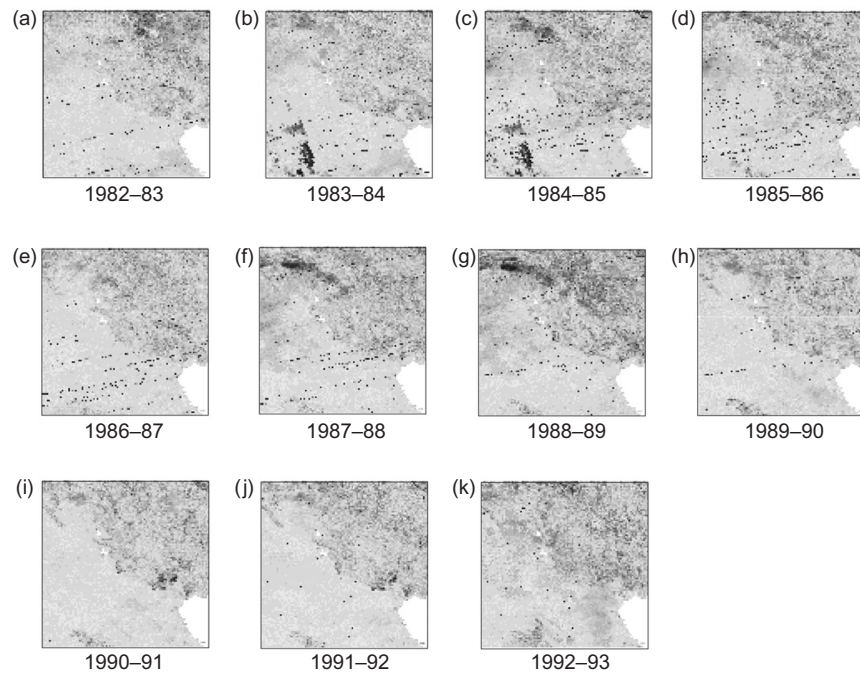 (a)
(b)
(c)
(d)
1982–83
1983–84
1984–85
1985–86
(e)
(f)
(g)
(h)
1986–87
1987–88
1988–89
1989–90
(i)
(j)
(k)
1990–91
1991–92
1992–93